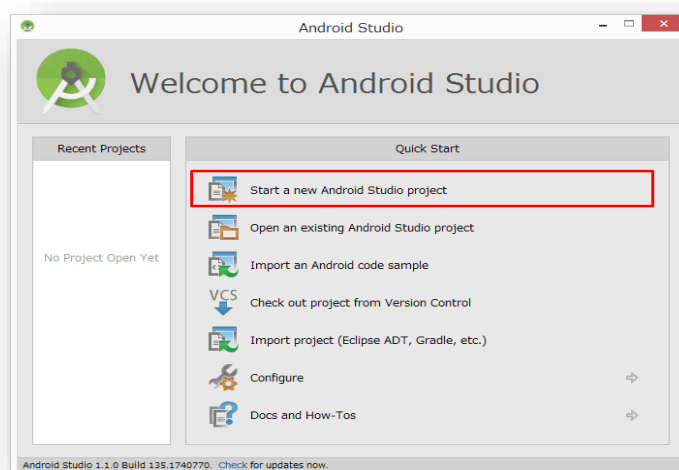 Android Studio
Welcome to Android Studio
Recent Projects
No Project Open Yet
Quick Start
Start a new Android Studio project
Open an existing Android Studio project
Import an Android code sample
VCS
Check out project from Version Control
Import project (Eclipse ADT, Gradle, etc.)
Configure
Docs and How-Tos
Android Studio 1.1.0 Build 135.1740770. Check for updates now.